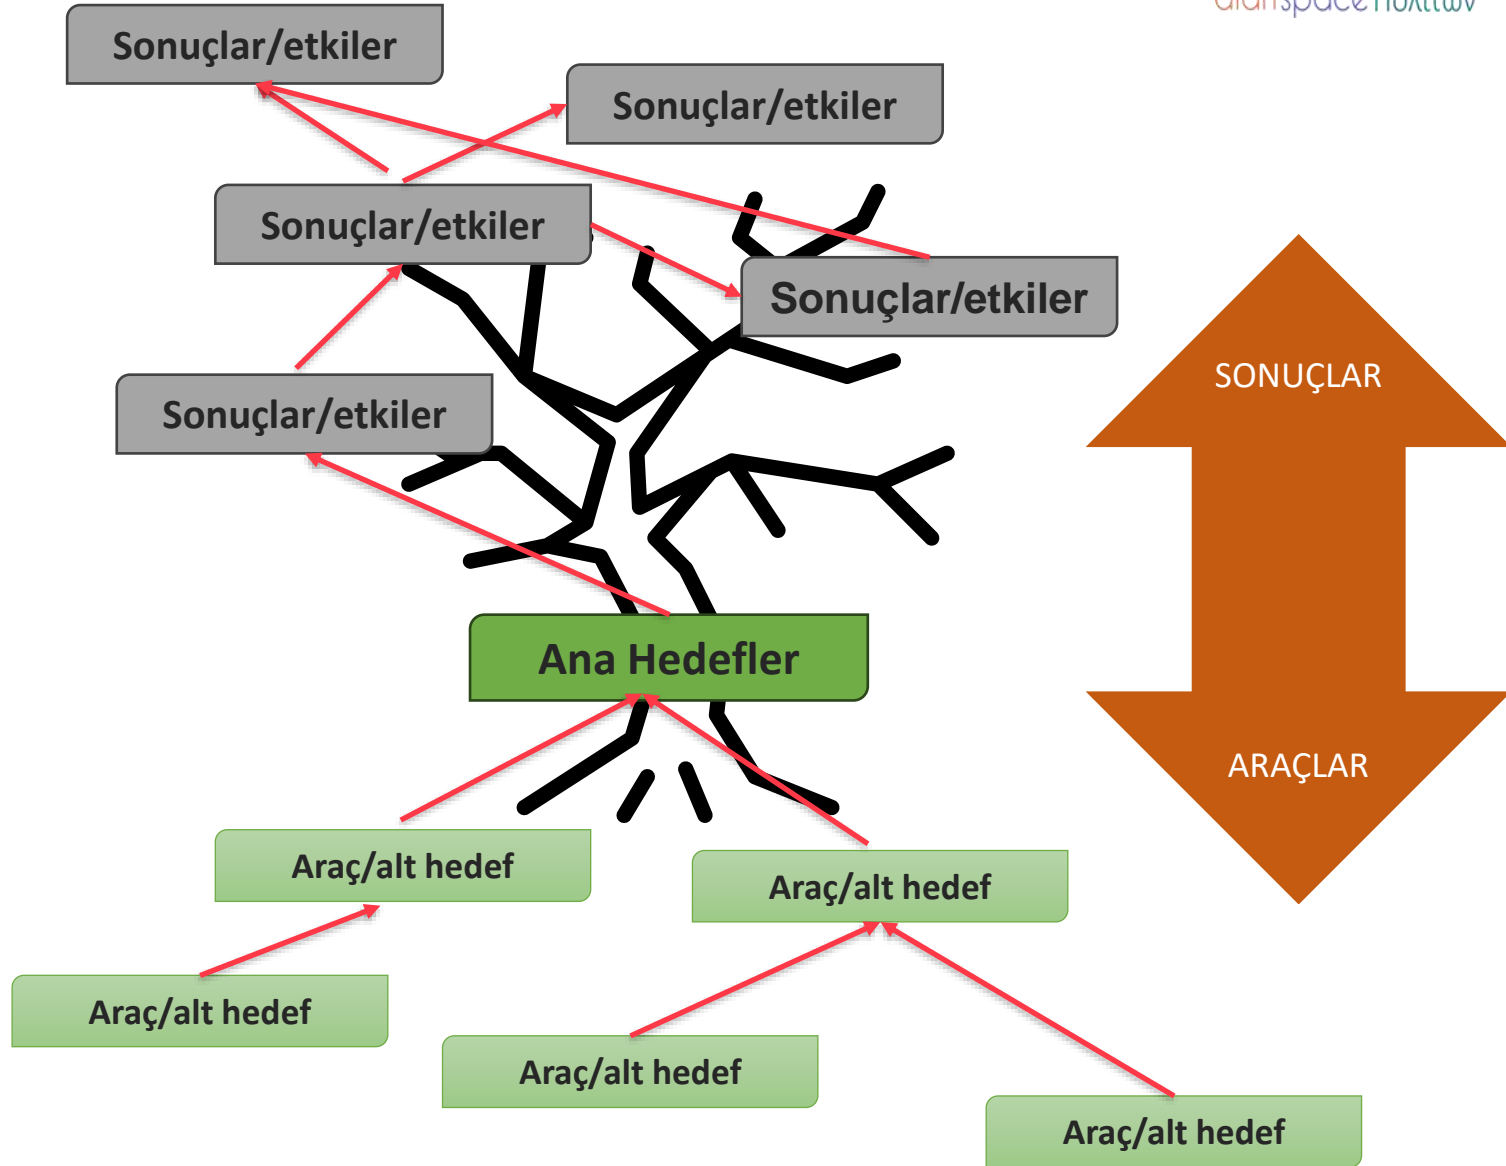 alanspaceΠολιτών
Sonuçlar/etkiler
Sonuçlar/etkiler
Sonuçlar/etkiler
Sonuçlar/etkiler
SONUÇLAR
Sonuçlar/etkiler
Ana Hedefler
ARAÇLAR
Araç/alt hedef
Araç/alt hedef
Araç/alt hedef
Araç/alt hedef
Araç/alt hedef